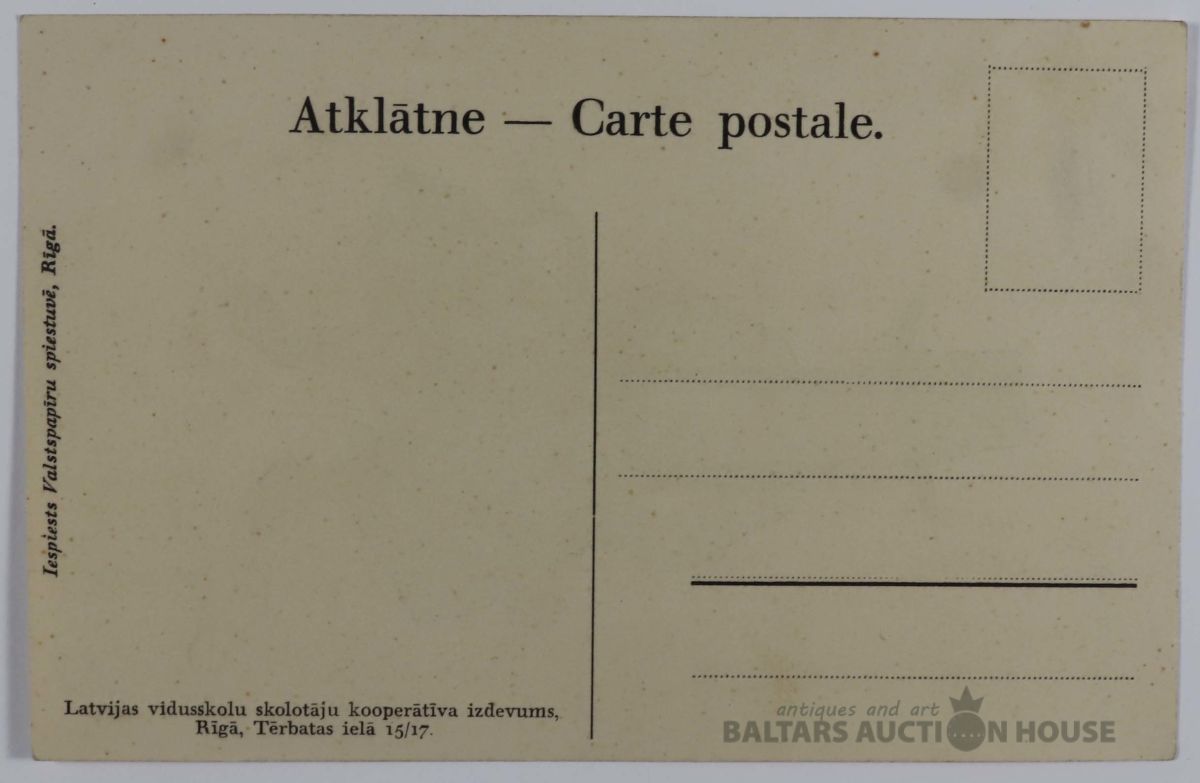 Atklātne — Carte postale.
Iespiests Valstspapīru spiestuvē, Rīgā.
Latvijas vidusskolu skolotāju kooperātīva izdevums,
Rīgā, Tērbatas ielā 15/17.
antiques and art
BALTARS AUCTION HOUSE